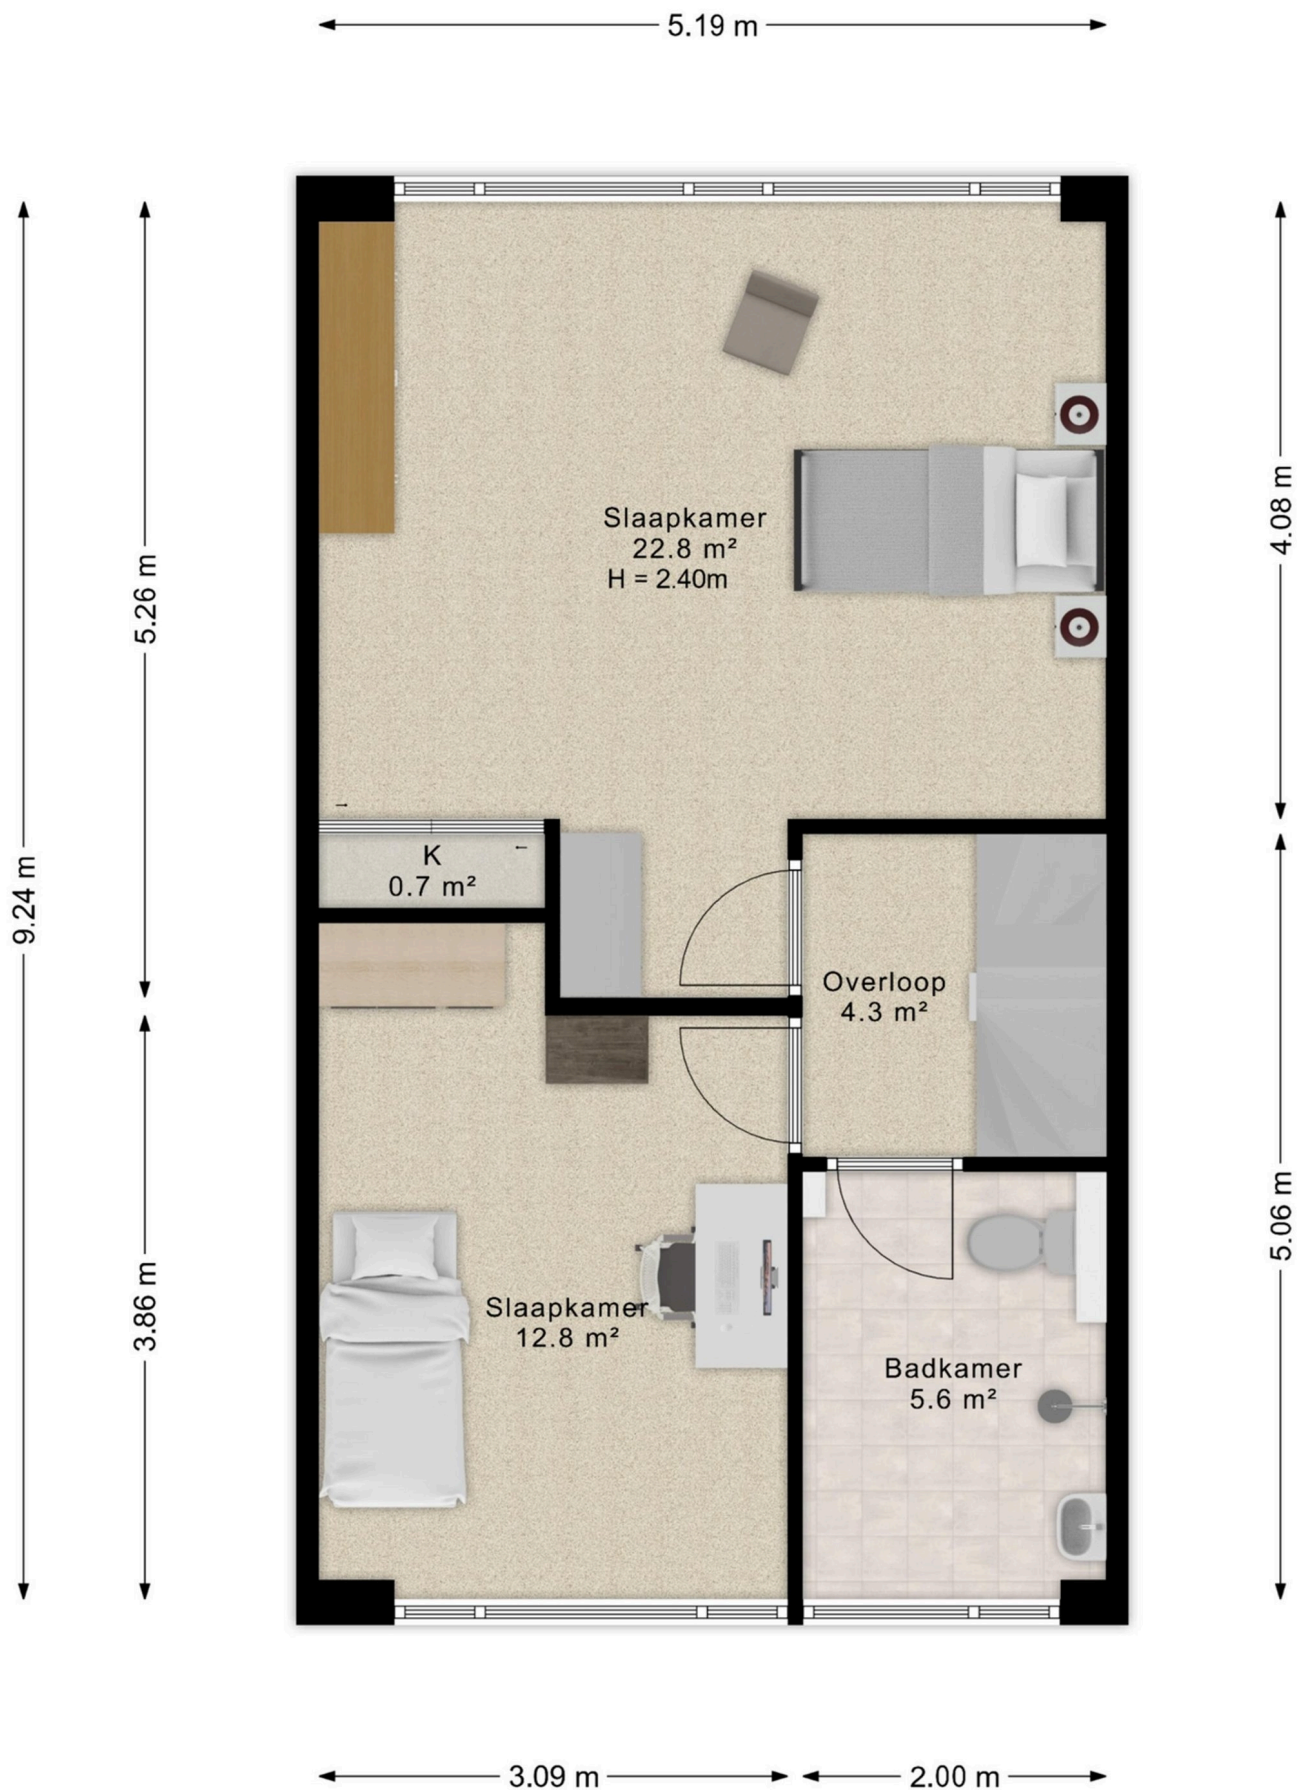 5.19 m
Slaapkamer
22.8 m²
H = 2.40m
4.08 m
5.26 m
9.24 m
K
0.7 m²
Overloop
4.3 m²
5.06 m
3.86 m
Slaapkamer
12.8 m²
Badkamer
5.6 m²
3.09 m
2.00 m